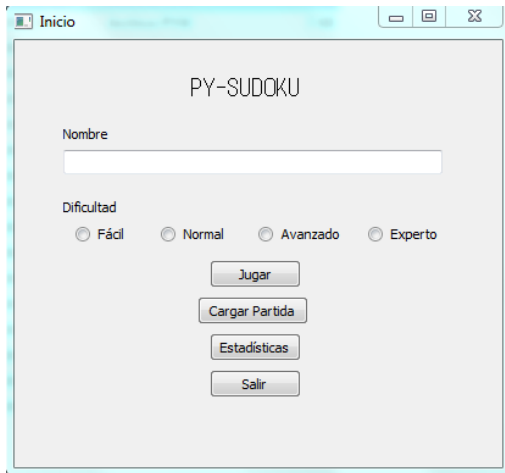 Inicio
PY-SUDOKU
Nombre
Dificultad
Fácil Normal Avanzado Experto
Jugar
Cargar Partida
Estadísticas
Salir